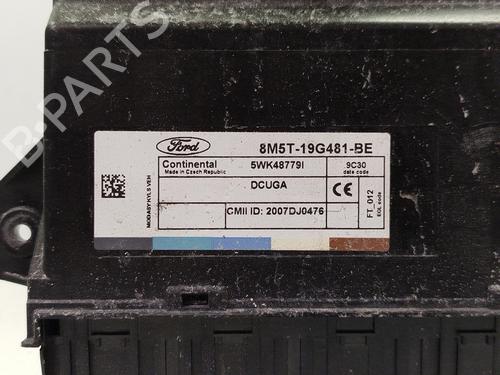 B-PARTS
Ford
8M5T-19G481-BE
Continental 5WK48779I .9C30
Made in Czech Republic date code
DCUGA
CE
CMII ID: 2007DJ0476
FT_012
EOL code